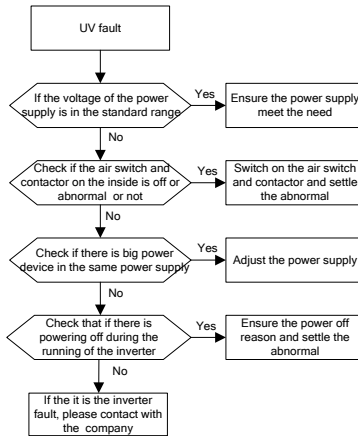 UV fault
If the voltage of the power
supply is in the standard range
Yes
Ensure the power supply
meet the need
No
Check if the air switch and
contactor on the inside is off or
abnormal or not
Yes
Switch on the air switch
and contactor and settle
the abnormal
No
Check if there is big power
device in the same power supply
Yes
Adjust the power supply
No
Check that if there is
powering off during the
running of the inverter
Yes
Ensure the power off
reason and settle the
abnormal
No
If the it is the inverter
fault, please contact with
the company